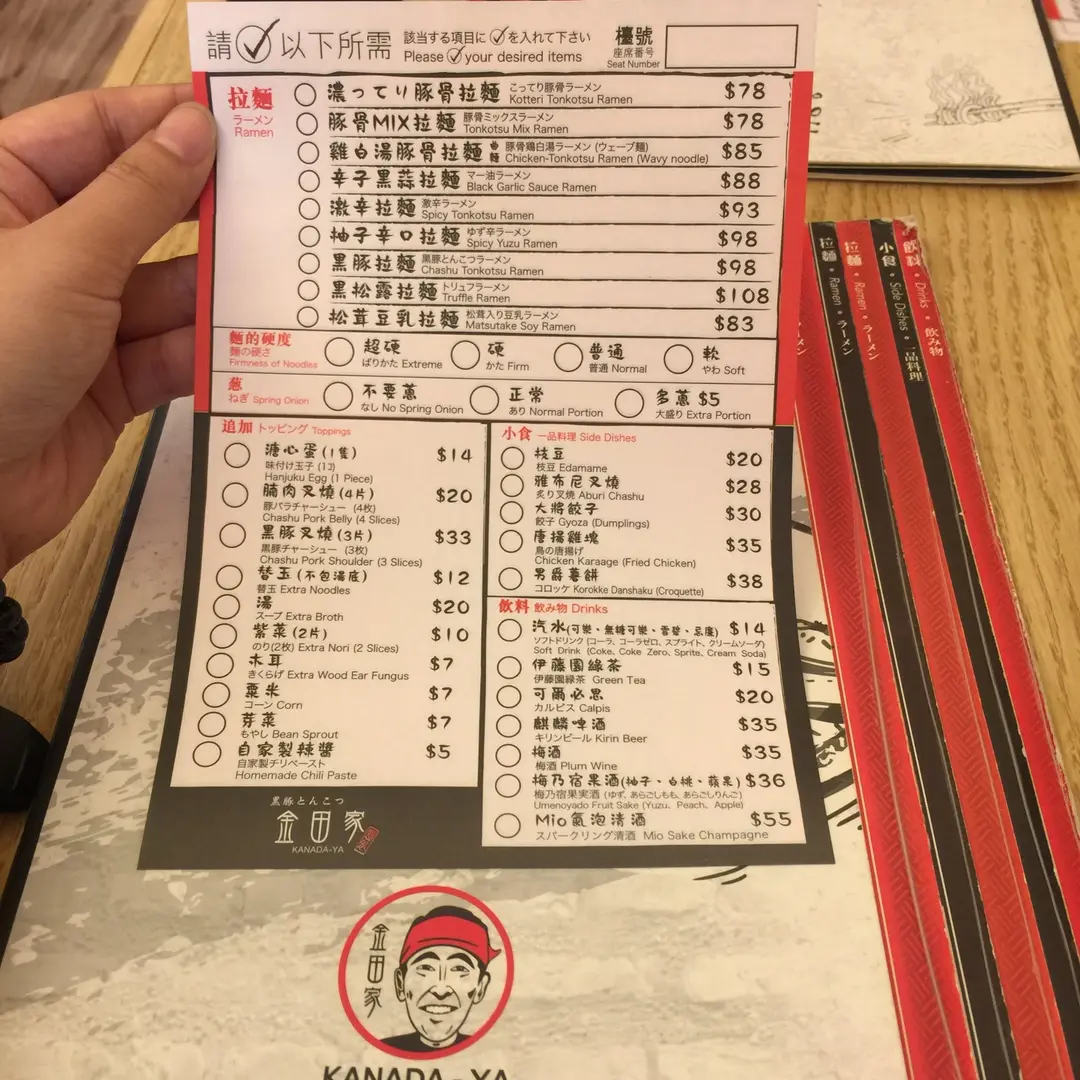 請 以下所需 該当する項目に を入れて下さい 檯號
Please your desired items 座席番号
Seat Number
拉麵
ラーメン
Ramen
濃ってり豚骨拉麵 こってり豚骨ラーメン $78
Kotteri Tonkotsu Ramen
豚骨MIX拉麵 豚骨ミックスラーメン $78
Tonkotsu Mix Ramen
雞白湯豚骨拉麵 曲麵 豚骨鶏白湯ラーメン (ウェーブ麺) $85
Chicken-Tonkotsu Ramen (Wavy noodle)
辛子黑蒜拉麵 マー油ラーメン $88
Black Garlic Sauce Ramen
激辛拉麵 激辛ラーメン $93
Spicy Tonkotsu Ramen
柚子辛口拉麵 ゆず辛ラーメン $98
Spicy Yuzu Ramen
黑豚拉麵 黒豚とんこつラーメン $98
Chashu Tonkotsu Ramen
黑松露拉麵 トリュフラーメン $108
Truffle Ramen
松茸豆乳拉麵 松茸入り豆乳ラーメン $83
Matsutake Soy Ramen
麵的硬度
麺の硬さ
Firmness of Noodles
超硬 硬 普通 軟
ばりかた Extreme かた Firm 普通 Normal やわ Soft
葱
ねぎ Spring Onion
不要蔥 正常 多蔥 $5
なし No Spring Onion あり Normal Portion 大盛り Extra Portion
追加 トッピング Toppings
溏心蛋(1隻) $14
味付け玉子 (1コ)
Hanjuku Egg (1 Piece)
腩肉叉燒(4片) $20
豚バラチャーシュー (4枚)
Chashu Pork Belly (4 Slices)
黑豚叉燒(3片) $33
黒豚チャーシュー (3枚)
Chashu Pork Shoulder (3 Slices)
替玉(不包湯底) $12
替玉 Extra Noodles
湯 $20
スープ Extra Broth
紫菜(2片) $10
のり(2枚) Extra Nori (2 Slices)
木耳 $7
きくらげ Extra Wood Ear Fungus
粟米 $7
コーン Corn
芽菜 $7
もやし Bean Sprout
自家製辣醬 $5
自家製チリペースト
Homemade Chili Paste
黒豚とんこつ
金田家
KANADA-YA
小食 一品料理 Side Dishes
枝豆 $20
枝豆 Edamame
雅布尼叉燒 $28
炙り叉焼 Aburi Chashu
大將餃子 $30
餃子 Gyoza (Dumplings)
唐揚雞塊 $35
鳥の唐揚げ
Chicken Karaage (Fried Chicken)
男爵薯餅 $38
コロッケ Korokke Danshaku (Croquette)
飲料 飲み物 Drinks
汽水(可樂、無糖可樂、雪碧、忌廉) $14
ソフトドリンク (コーラ、コーラゼロ、スプライト、クリームソーダ)
Soft Drink (Coke, Coke Zero, Sprite, Cream Soda)
伊藤園綠茶 $15
伊藤園緑茶 Green Tea
可爾必思 $20
カルピス Calpis
麒麟啤酒 $35
キリンビール Kirin Beer
梅酒 $35
梅酒 Plum Wine
梅乃宿果酒(柚子、白桃、蘋果) $36
梅乃宿果実酒 (ゆず, あらごしもも, あらごしりんご)
Umenoyado Fruit Sake (Yuzu, Peach, Apple)
Mio氣泡清酒 $55
スパークリング清酒 Mio Sake Champagne
拉麵 • Ramen • ラーメン
拉麵 • Ramen • ラーメン
小食 • Side Dishes • 一品料理
飲料 • Drinks • 飲み物
金田家
KANADA-YA